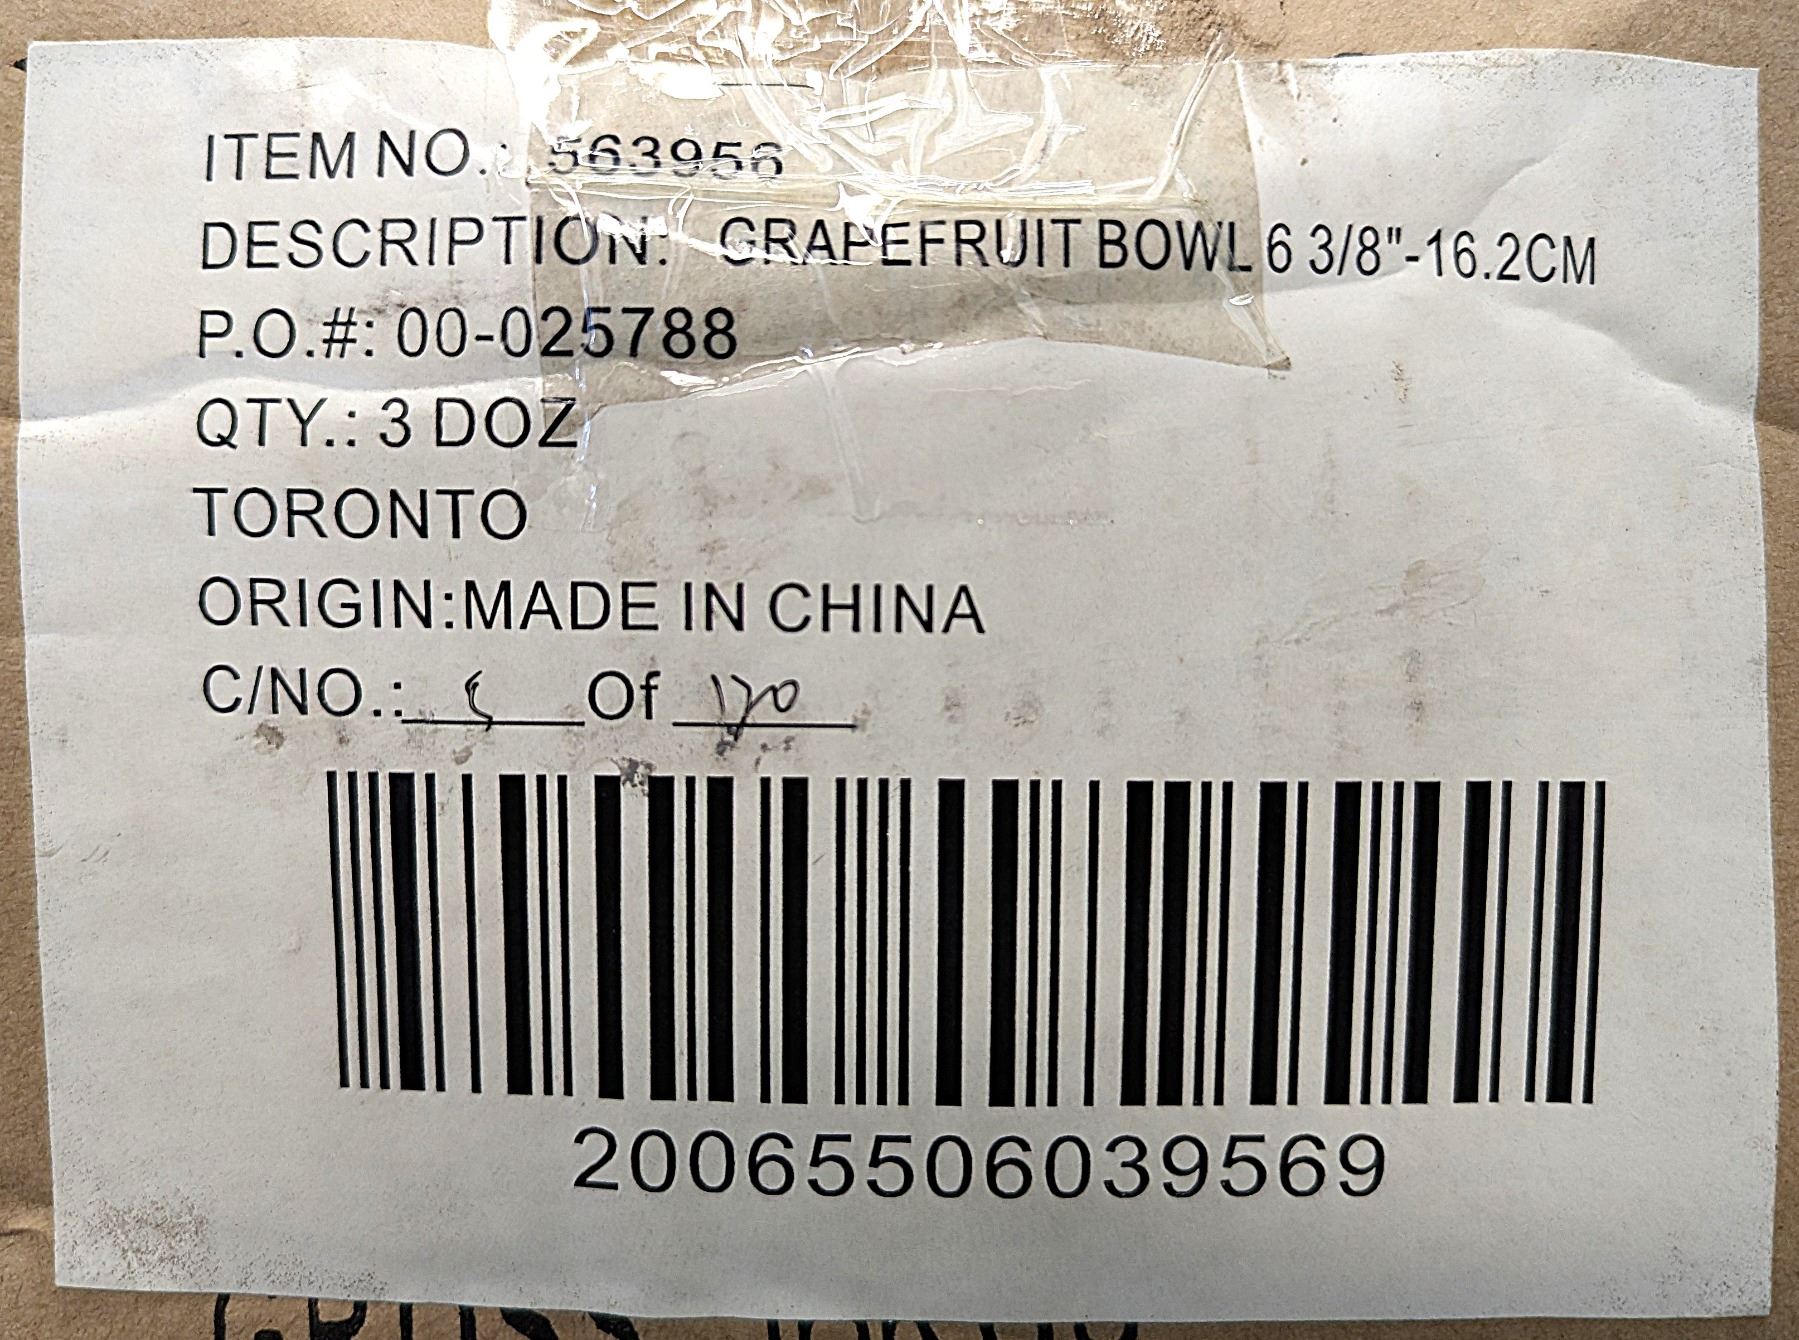 ITEM NO.: 563956
DESCRIPTION: GRAPEFRUIT BOWL 6 3/8"-16.2CM
P.O.#: 00-025788
QTY.: 3 DOZ
TORONTO
ORIGIN:MADE IN CHINA
C/NO.: 5 Of 120
20065506039569